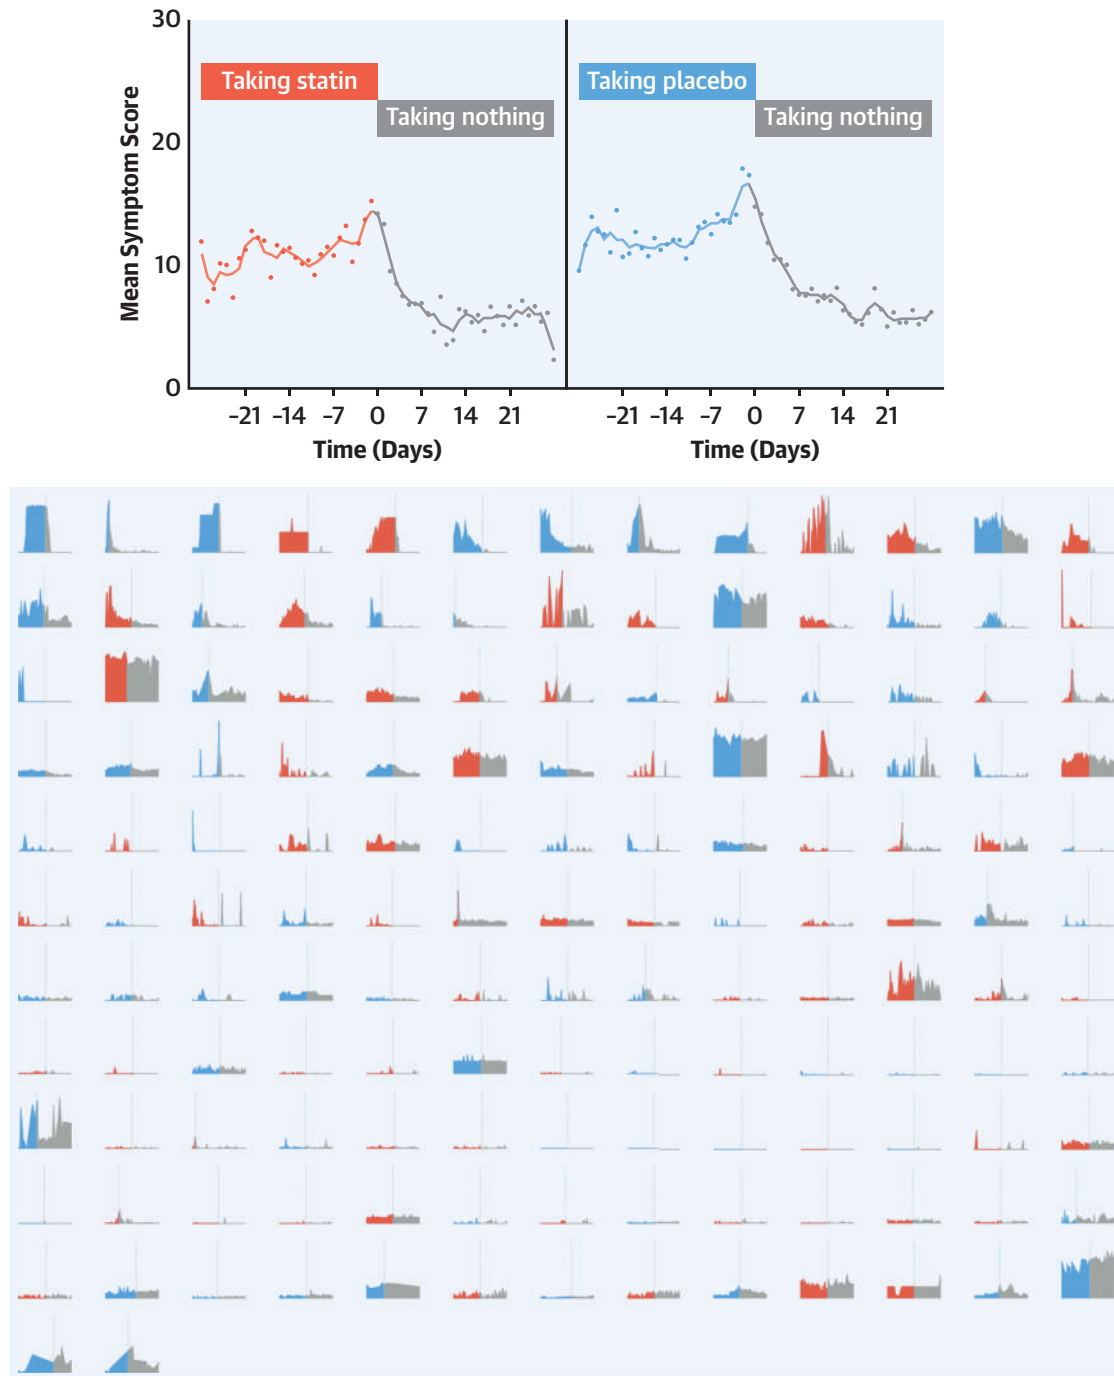 30
Taking statin
Taking placebo
Taking nothing
Taking nothing
20
10
0
Mean Symptom Score
−21 −14 −7 0 7 14 21
−21 −14 −7 0 7 14 21
Time (Days)
Time (Days)